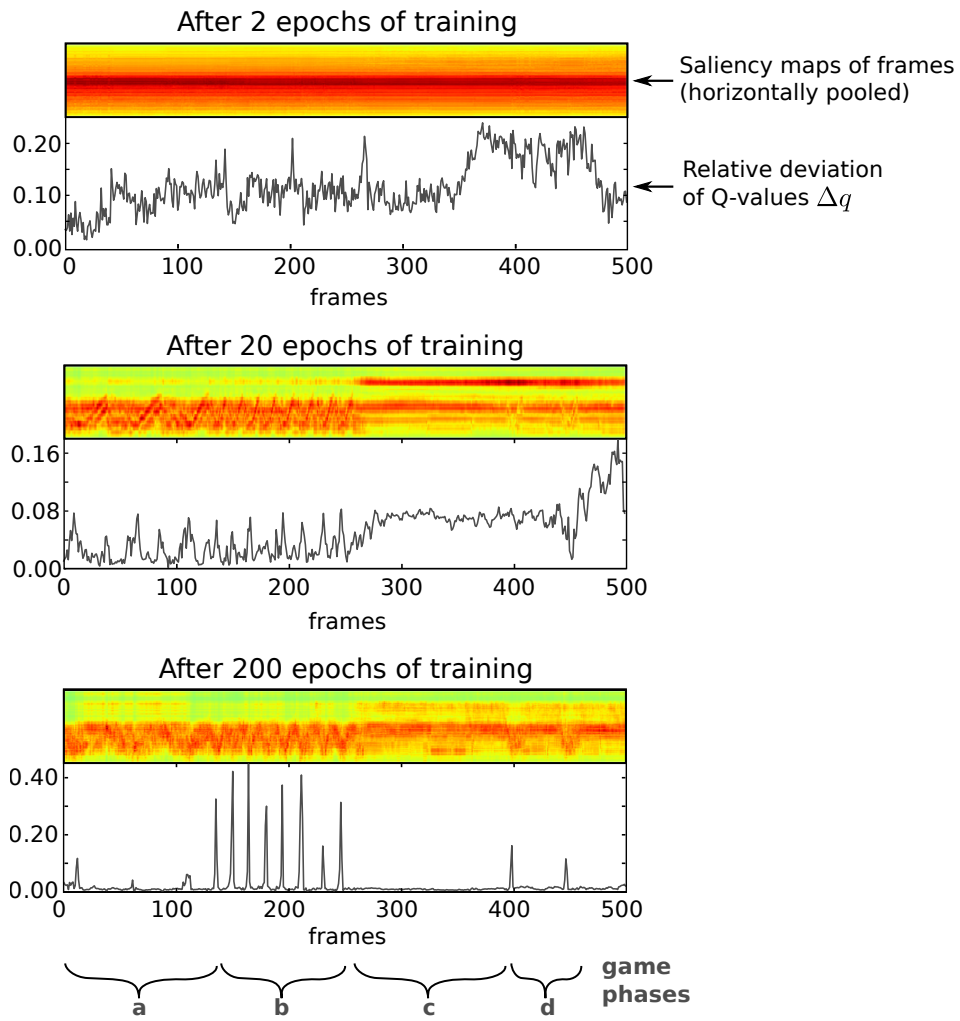 After 2 epochs of training
Saliency maps of frames
(horizontally pooled)
0.20
0.10
0.00
Relative deviation
of Q-values Δq
0 100 200 300 400 500
frames
After 20 epochs of training
0.16
0.08
0.00
0 100 200 300 400 500
frames
After 200 epochs of training
0.40
0.20
0.00
0 100 200 300 400 500
frames
a b c d
game
phases